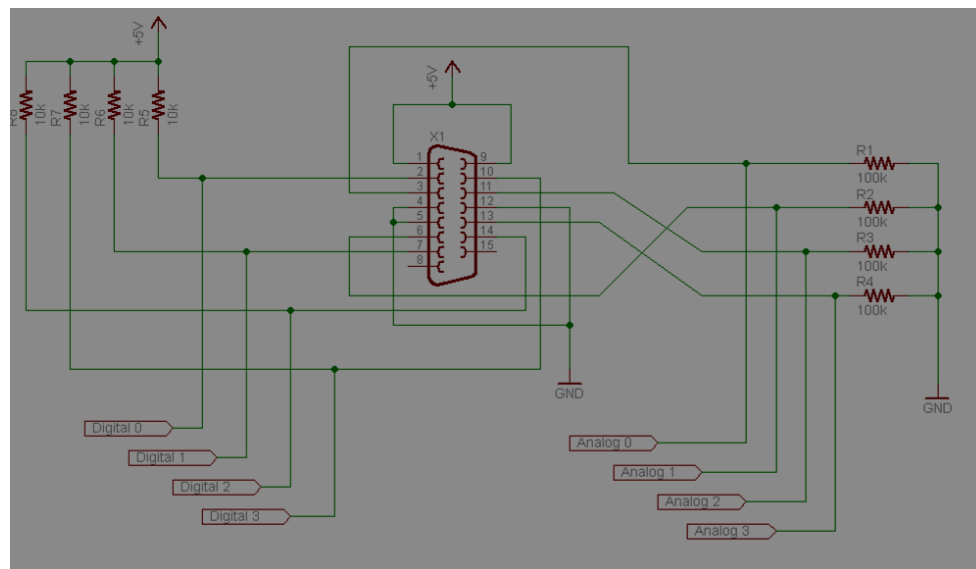 +5V
+5V
R8
10k
R7
10k
R6
10k
R5
10k
X1
1
2
3
4
5
6
7
8
9
10
11
12
13
14
15
R1
100k
R2
100k
R3
100k
R4
100k
GND
GND
Digital 0
Digital 1
Digital 2
Digital 3
Analog 0
Analog 1
Analog 2
Analog 3